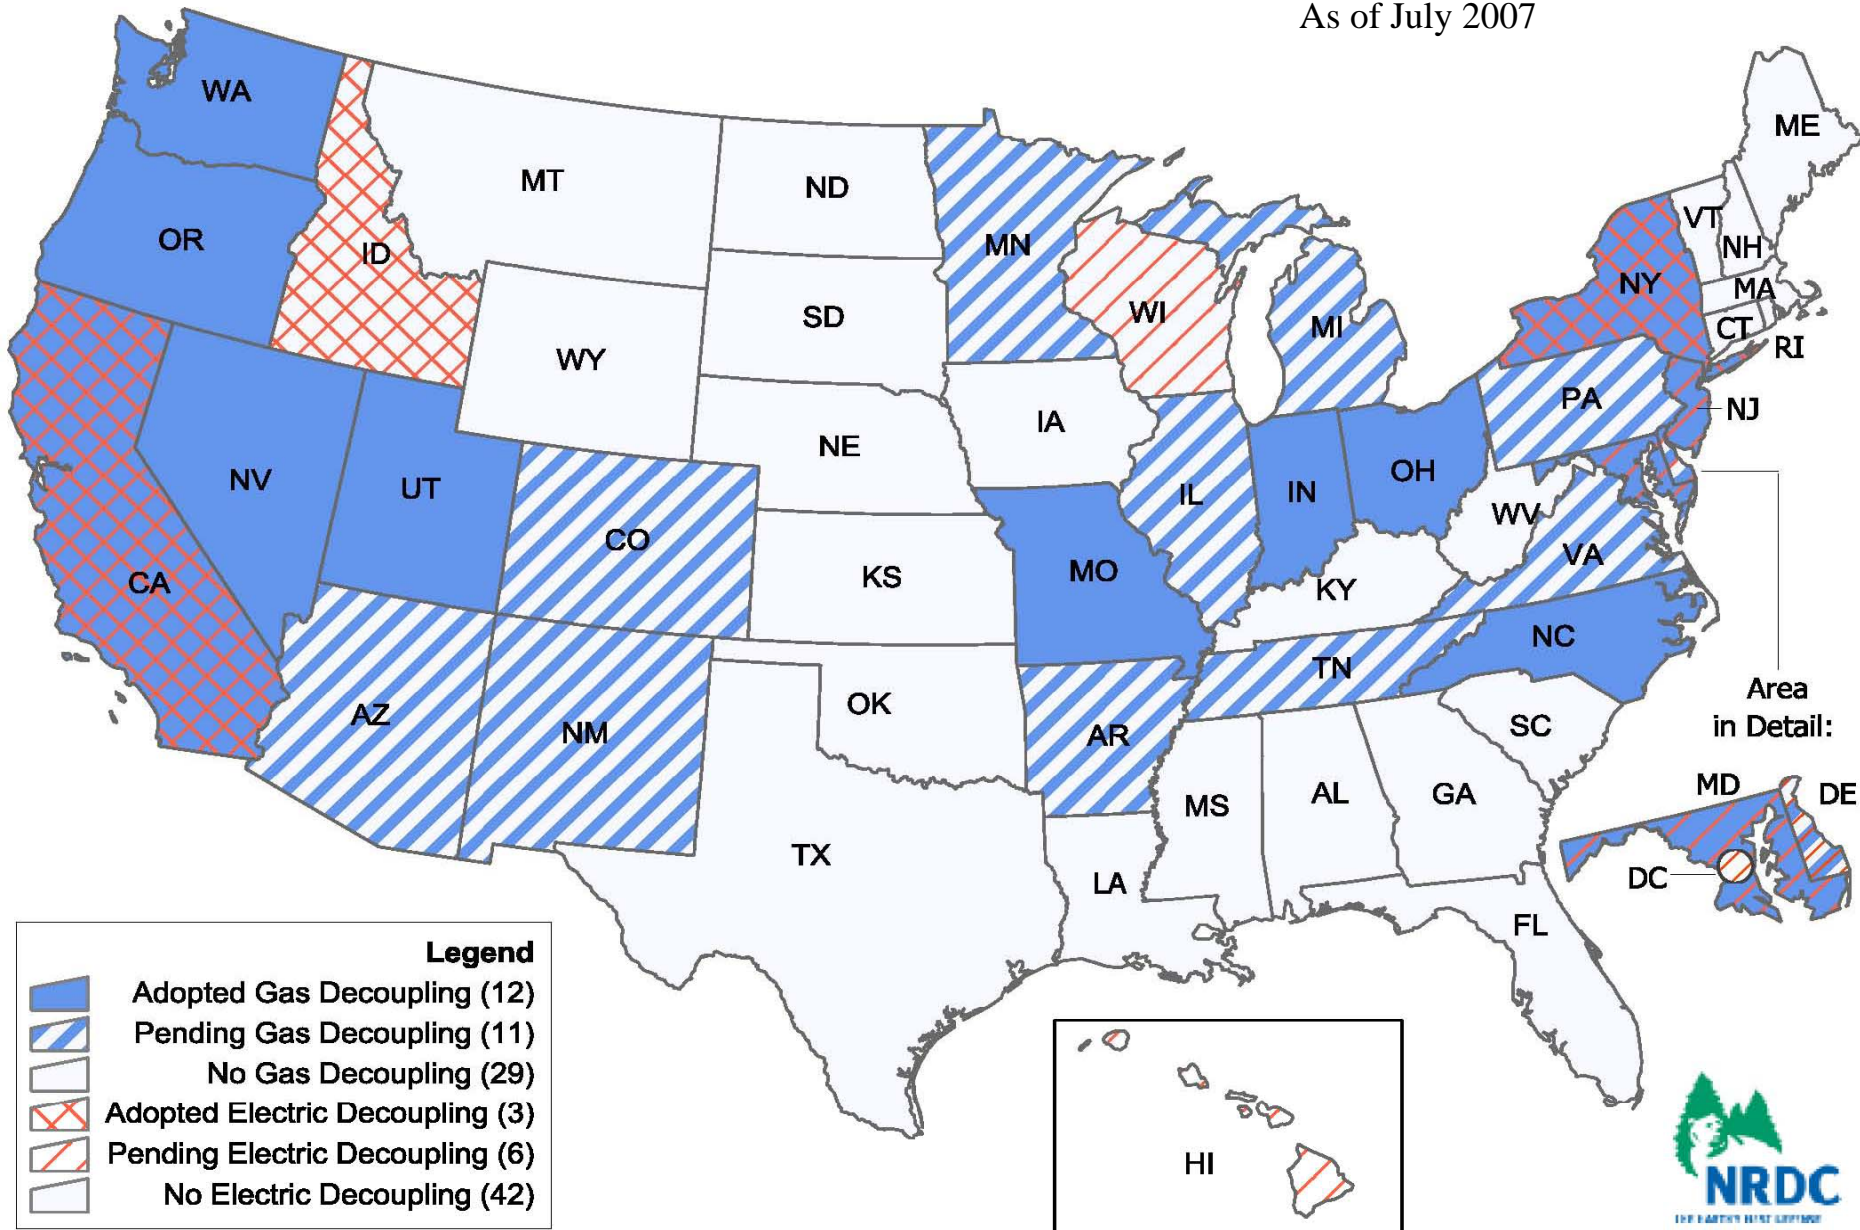 As of July 2007
WA
MT
ND
ME
OR
ID
MN
VT
NH
SD
WI
MI
NY
MA
CT
RI
WY
IA
PA
NJ
NE
NV
UT
CO
IL
IN
OH
WV
VA
CA
KS
MO
KY
NC
TN
AZ
NM
OK
AR
SC
Area
in Detail:
MS
AL
GA
MD
DE
TX
LA
DC
FL
Legend
Adopted Gas Decoupling (12)
Pending Gas Decoupling (11)
No Gas Decoupling (29)
Adopted Electric Decoupling (3)
Pending Electric Decoupling (6)
No Electric Decoupling (42)
HI
NRDC
THE EARTH'S BEST DEFENSE